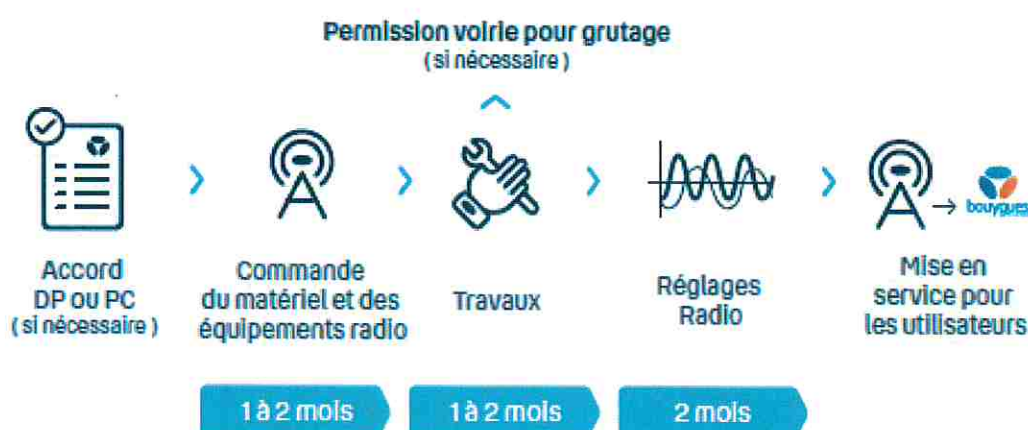 Permission voirie pour grutage
( si nécessaire )
Accord
DP ou PC
( si nécessaire )
Commande
du matériel et des
équipements radio
Travaux
Réglages
Radio
bouygues
Mise en
service pour
les utilisateurs
1 à 2 mois
1 à 2 mois
2 mois